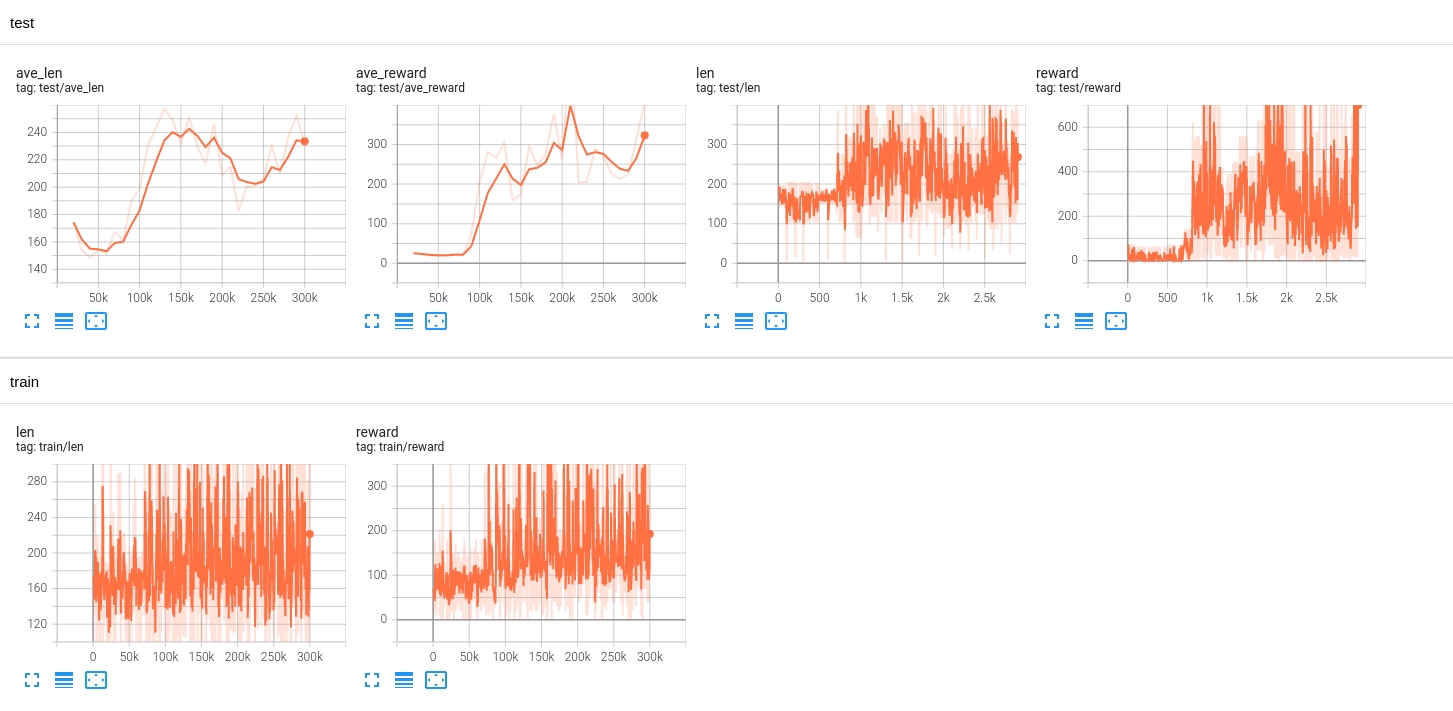 test
ave_len
tag: test/ave_len
240
220
200
180
160
140
50k 100k 150k 200k 250k 300k
ave_reward
tag: test/ave_reward
300
200
100
0
50k 100k 150k 200k 250k 300k
len
tag: test/len
300
200
100
0
0 500 1k 1.5k 2k 2.5k
reward
tag: test/reward
600
400
200
0
0 500 1k 1.5k 2k 2.5k
train
len
tag: train/len
280
240
200
160
120
0 50k 100k 150k 200k 250k 300k
reward
tag: train/reward
300
200
100
0
0 50k 100k 150k 200k 250k 300k